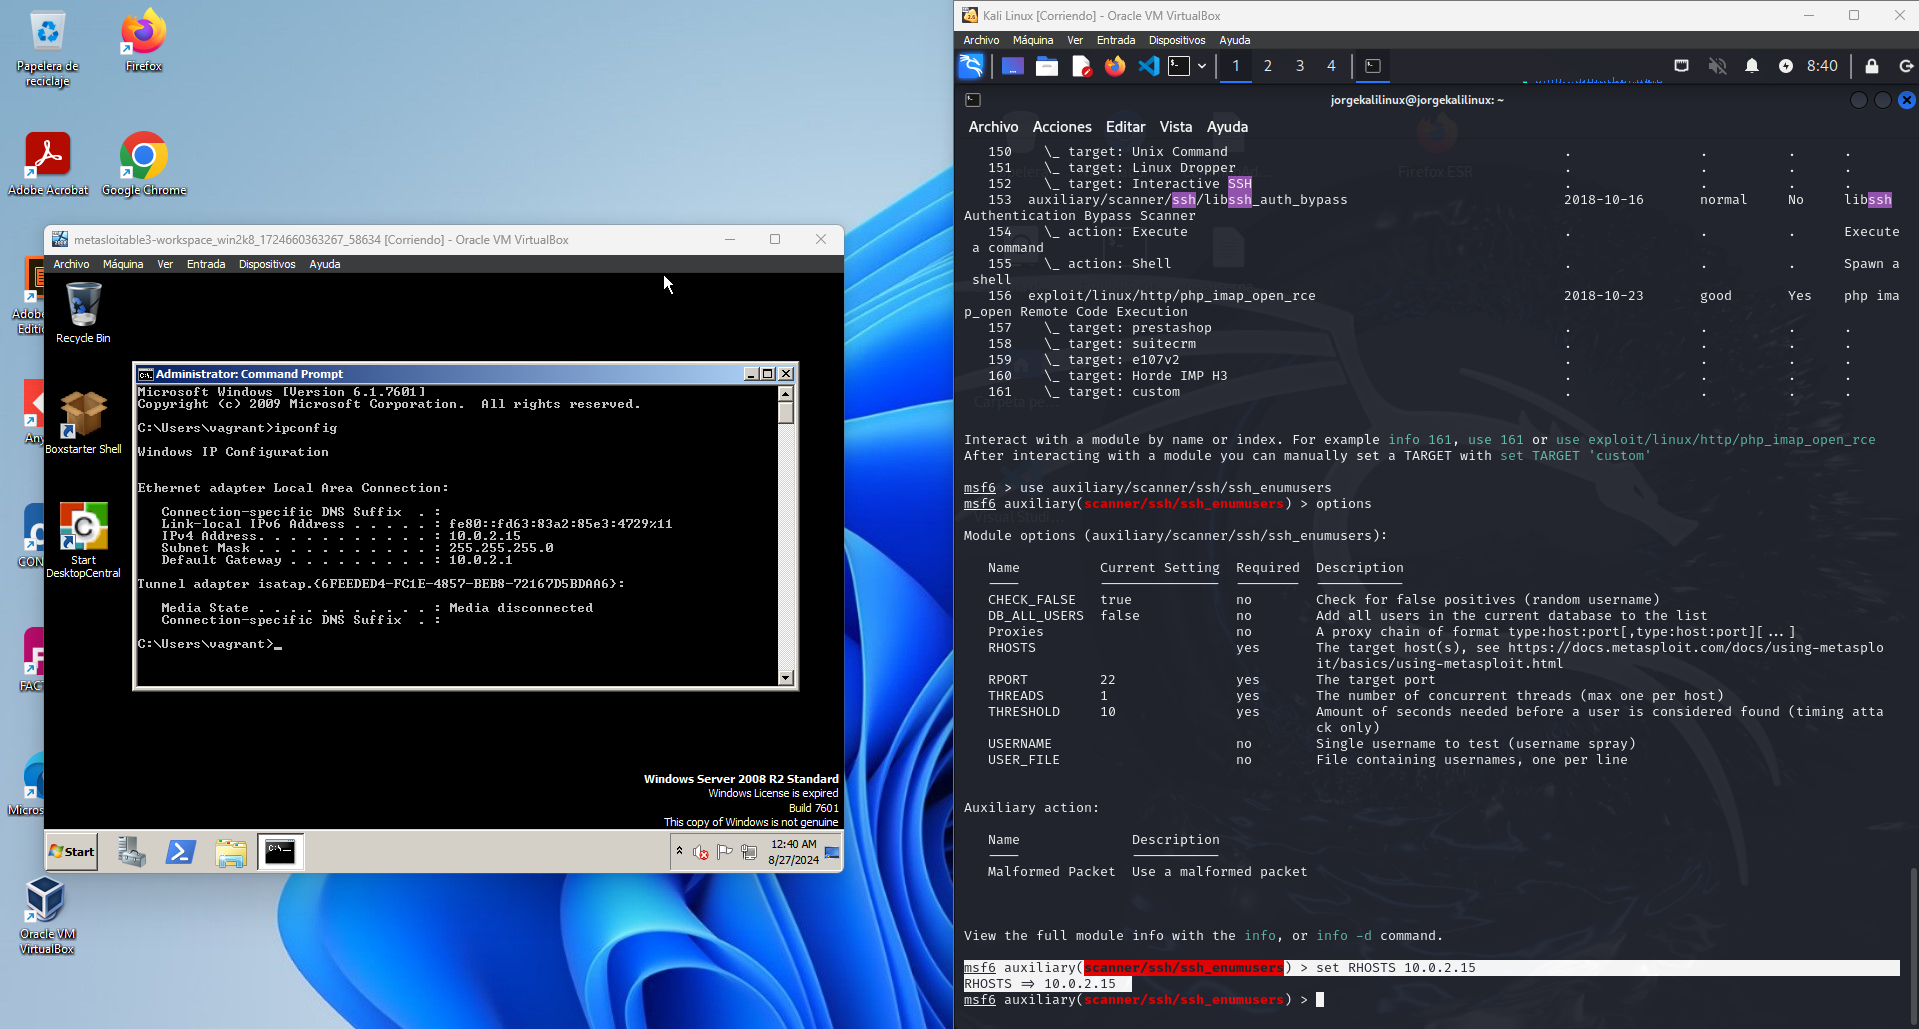 Papelera de
reciclaje
Firefox
Adobe Acrobat
Google Chrome
Adobe
Editic
Any
CON
FAC
Micros
Oracle VM
VirtualBox
metasloitable3-workspace_win2k8_1724660363267_58634 [Corriendo] - Oracle VM VirtualBox
Archivo Máquina Ver Entrada Dispositivos Ayuda
Recycle Bin
Boxstarter Shell
Start
DesktopCentral
Administrator: Command Prompt
Microsoft Windows [Version 6.1.7601]
Copyright (c) 2009 Microsoft Corporation.  All rights reserved.
C:\Users\vagrant>ipconfig
Windows IP Configuration
Ethernet adapter Local Area Connection:
Connection-specific DNS Suffix  . :
Link-local IPv6 Address . . . . . : fe80::fd63:83a2:85e3:4729%11
IPv4 Address. . . . . . . . . . . : 10.0.2.15
Subnet Mask . . . . . . . . . . . : 255.255.255.0
Default Gateway . . . . . . . . . : 10.0.2.1
Tunnel adapter isatap.{6FEEDED4-FC1E-4857-BEB8-72167D5BDAA6}:
Media State . . . . . . . . . . . : Media disconnected
Connection-specific DNS Suffix  . :
C:\Users\vagrant>_
Windows Server 2008 R2 Standard
Windows License is expired
Build 7601
This copy of Windows is not genuine
Start
12:40 AM
8/27/2024
Kali Linux [Corriendo] - Oracle VM VirtualBox
Archivo Máquina Ver Entrada Dispositivos Ayuda
1 2 3 4
8:40
jorgekalilinux@jorgekalilinux: ~
Archivo Acciones Editar Vista Ayuda
150 \_ target: Unix Command . . . .
151 \_ target: Linux Dropper . . . .
152 \_ target: Interactive SSH . . . .
153 auxiliary/scanner/ssh/libssh_auth_bypass 2018-10-16 normal No libssh
Authentication Bypass Scanner
154 \_ action: Execute . . . Execute
a command
155 \_ action: Shell . . . Spawn a
shell
156 exploit/linux/http/php_imap_open_rce 2018-10-23 good Yes php ima
p_open Remote Code Execution
157 \_ target: prestashop . . . .
158 \_ target: suitecrm . . . .
159 \_ target: e107v2 . . . .
160 \_ target: Horde IMP H3 . . . .
161 \_ target: custom . . . .
Interact with a module by name or index. For example info 161, use 161 or use exploit/linux/http/php_imap_open_rce
After interacting with a module you can manually set a TARGET with set TARGET 'custom'
msf6 > use auxiliary/scanner/ssh/ssh_enumusers
msf6 auxiliary(scanner/ssh/ssh_enumusers) > options
Module options (auxiliary/scanner/ssh/ssh_enumusers):
Name Current Setting Required Description
CHECK_FALSE true no Check for false positives (random username)
DB_ALL_USERS false no Add all users in the current database to the list
Proxies no A proxy chain of format type:host:port[,type:host:port][...]
RHOSTS yes The target host(s), see https://docs.metasploit.com/docs/using-metasplo
it/basics/using-metasploit.html
RPORT 22 yes The target port
THREADS 1 yes The number of concurrent threads (max one per host)
THRESHOLD 10 yes Amount of seconds needed before a user is considered found (timing atta
ck only)
USERNAME no Single username to test (username spray)
USER_FILE no File containing usernames, one per line
Auxiliary action:
Name Description
Malformed Packet Use a malformed packet
View the full module info with the info, or info -d command.
msf6 auxiliary(scanner/ssh/ssh_enumusers) > set RHOSTS 10.0.2.15
RHOSTS => 10.0.2.15
msf6 auxiliary(scanner/ssh/ssh_enumusers) >